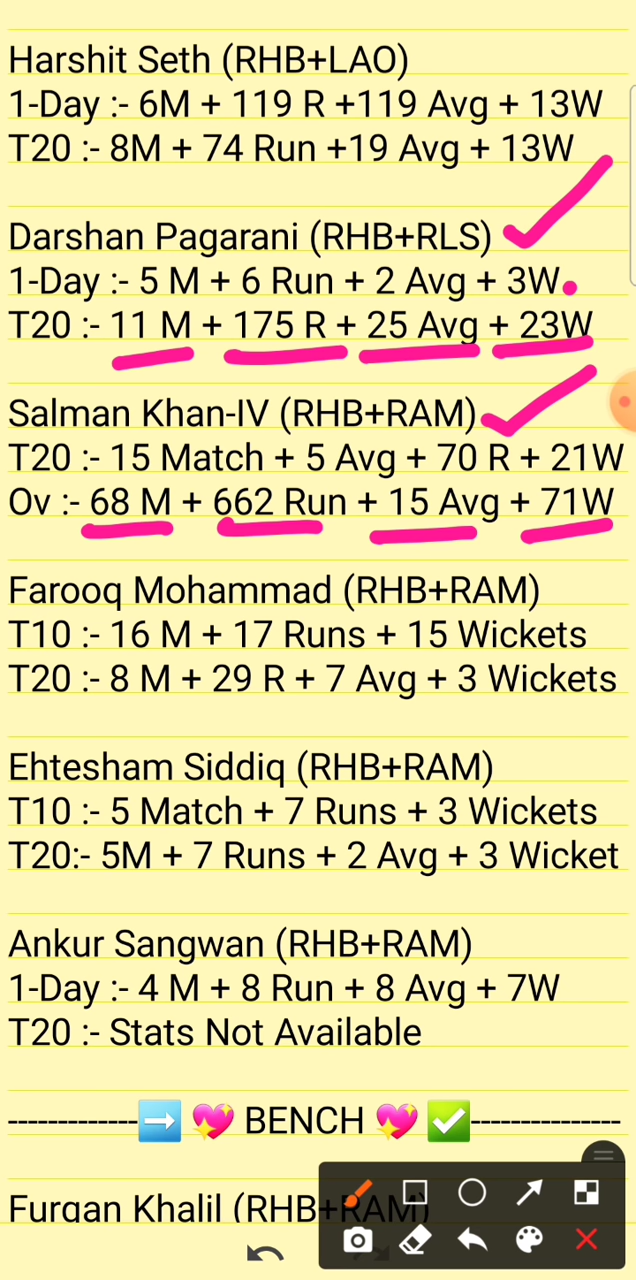 Harshit Seth (RHB+LAO)
1-Day :- 6M + 119 R +119 Avg + 13W
T20 :- 8M + 74 Run +19 Avg + 13W
Darshan Pagarani (RHB+RLS)
1-Day :- 5 M + 6 Run + 2 Avg + 3W
T20 :- 11 M + 175 R + 25 Avg + 23W
Salman Khan-IV (RHB+RAM)
T20 :- 15 Match + 5 Avg + 70 R + 21W
Ov :- 68 M + 662 Run + 15 Avg + 71W
Farooq Mohammad (RHB+RAM)
T10 :- 16 M + 17 Runs + 15 Wickets
T20 :- 8 M + 29 R + 7 Avg + 3 Wickets
Ehtesham Siddiq (RHB+RAM)
T10 :- 5 Match + 7 Runs + 3 Wickets
T20:- 5M + 7 Runs + 2 Avg + 3 Wicket
Ankur Sangwan (RHB+RAM)
1-Day :- 4 M + 8 Run + 8 Avg + 7W
T20 :- Stats Not Available
-------------➡️ 💖 BENCH 💖 ✅---------------
Furqan Khalil (RHB+RAM)